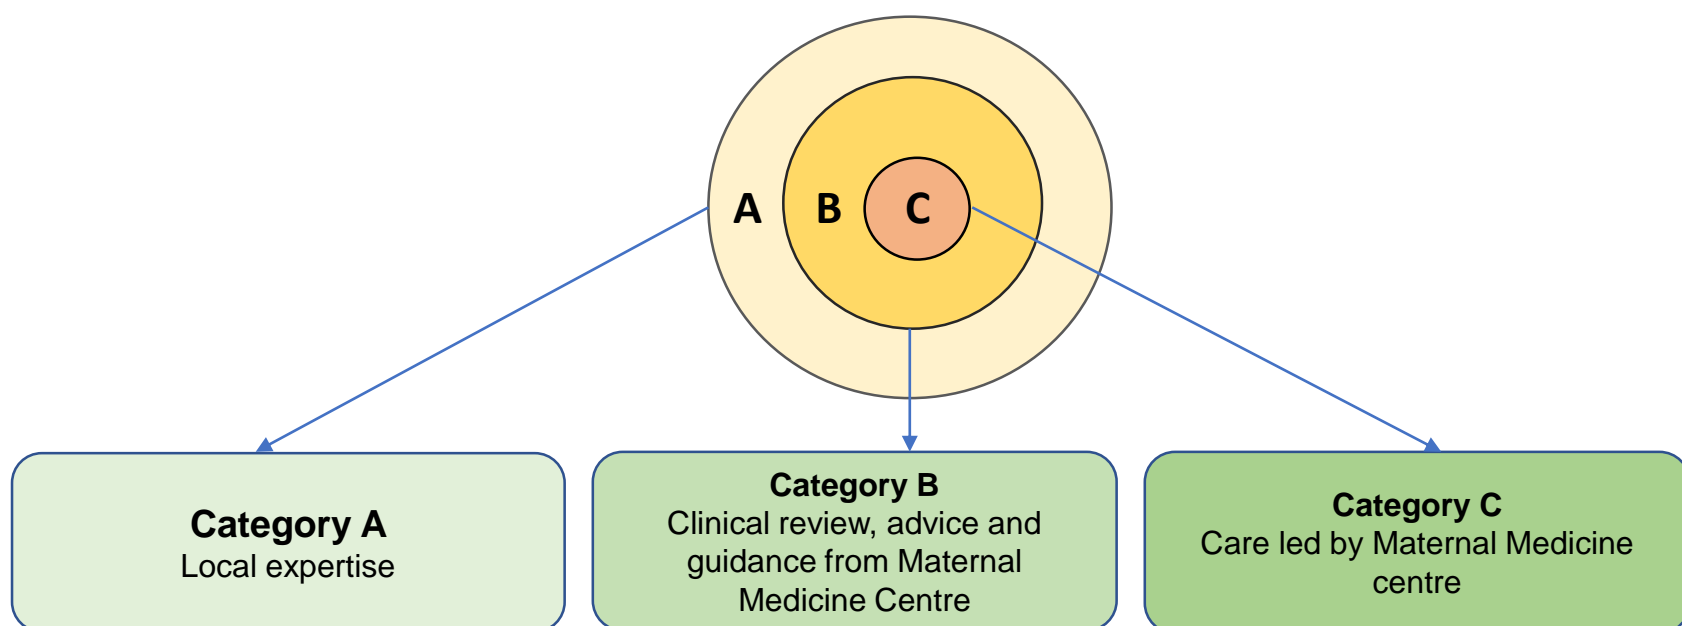 A B C
Category A
Local expertise
Category B
Clinical review, advice and
guidance from Maternal
Medicine Centre
Category C
Care led by Maternal Medicine
centre